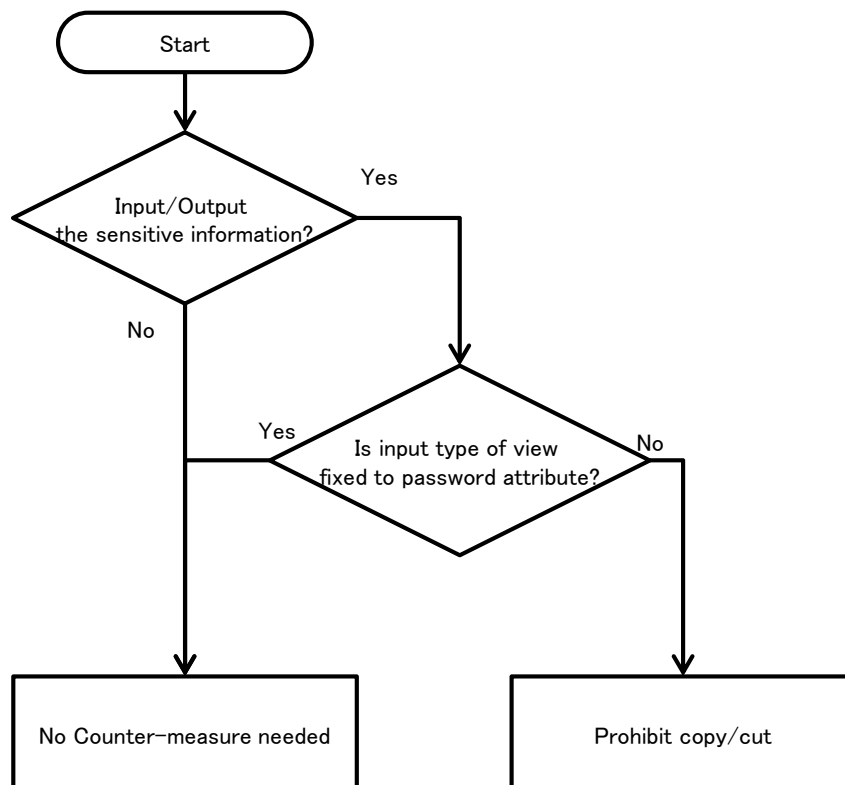 Start
Yes
Input/Output
the sensitive information?
No
Yes
Is input type of view
fixed to password attribute?
No
No Counter-measure needed
Prohibit copy/cut